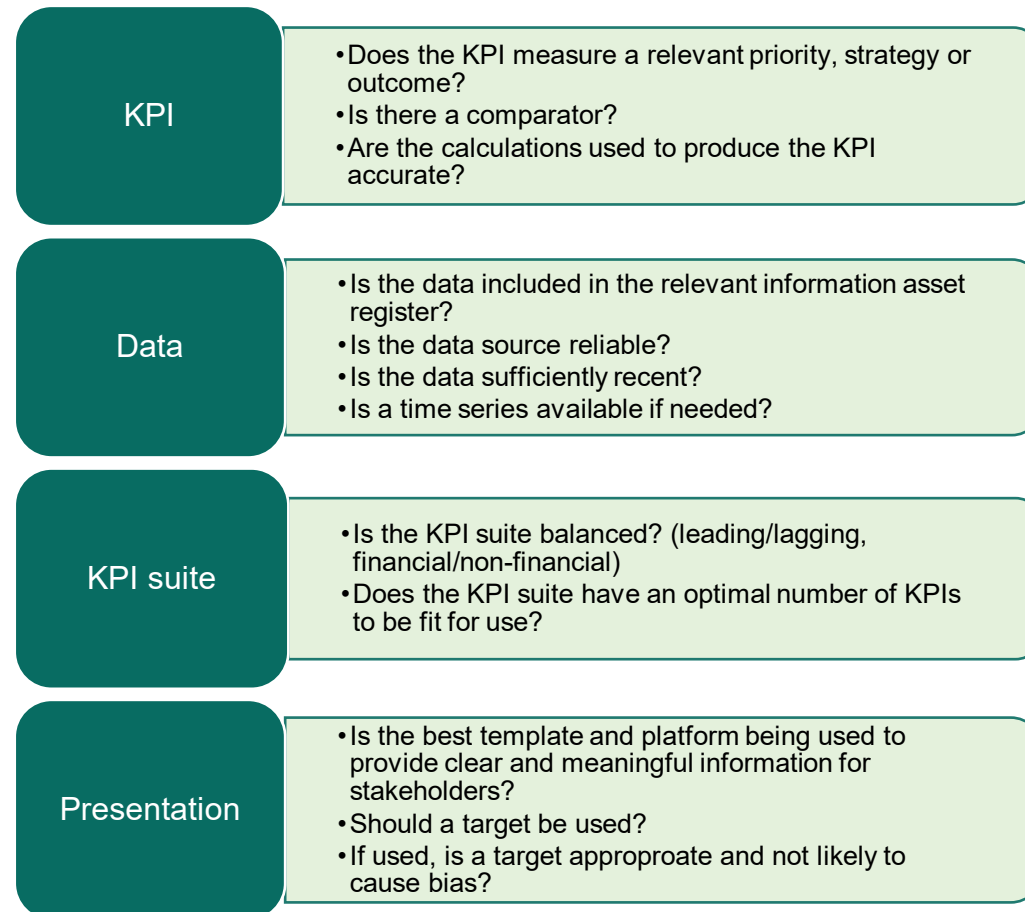 KPI
•Does the KPI measure a relevant priority, strategy or
outcome?
•Is there a comparator?
•Are the calculations used to produce the KPI
accurate?
Data
•Is the data included in the relevant information asset
register?
•Is the data source reliable?
•Is the data sufficiently recent?
•Is a time series available if needed?
KPI suite
•Is the KPI suite balanced? (leading/lagging,
financial/non-financial)
•Does the KPI suite have an optimal number of KPIs
to be fit for use?
Presentation
•Is the best template and platform being used to
provide clear and meaningful information for
stakeholders?
•Should a target be used?
•If used, is a target approproate and not likely to
cause bias?